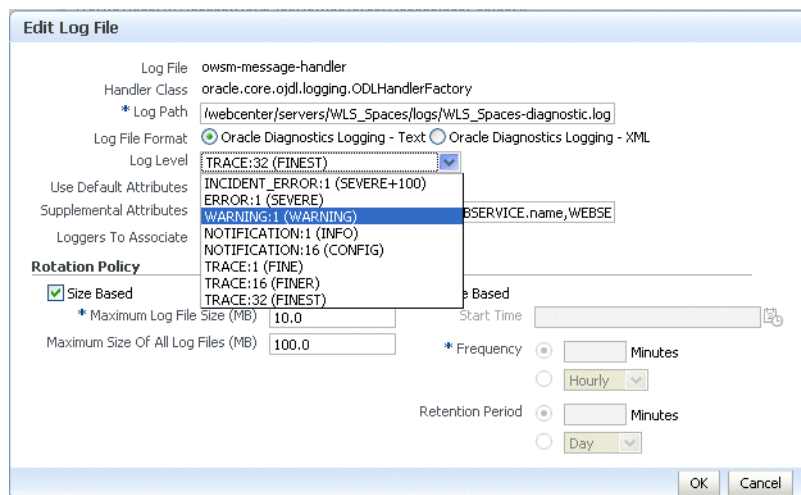 Edit Log File
Log File owsm-message-handler
Handler Class oracle.core.ojdl.logging.ODLHandlerFactory
* Log Path /webcenter/servers/WLS_Spaces/logs/WLS_Spaces-diagnostic.log
Log File Format Oracle Diagnostics Logging - Text Oracle Diagnostics Logging - XML
Log Level TRACE:32 (FINEST)
Use Default Attributes INCIDENT_ERROR:1 (SEVERE+100)
ERROR:1 (SEVERE)
Supplemental Attributes WARNING:1 (WARNING) BSERVICE.name,WEBSE
Loggers To Associate NOTIFICATION:1 (INFO)
NOTIFICATION:16 (CONFIG)
Rotation Policy TRACE:1 (FINE)
TRACE:16 (FINER)
Size Based TRACE:32 (FINEST) e Based
* Maximum Log File Size (MB) 10.0 Start Time
Maximum Size Of All Log Files (MB) 100.0 * Frequency Minutes
Hourly
Retention Period Minutes
Day
OK Cancel